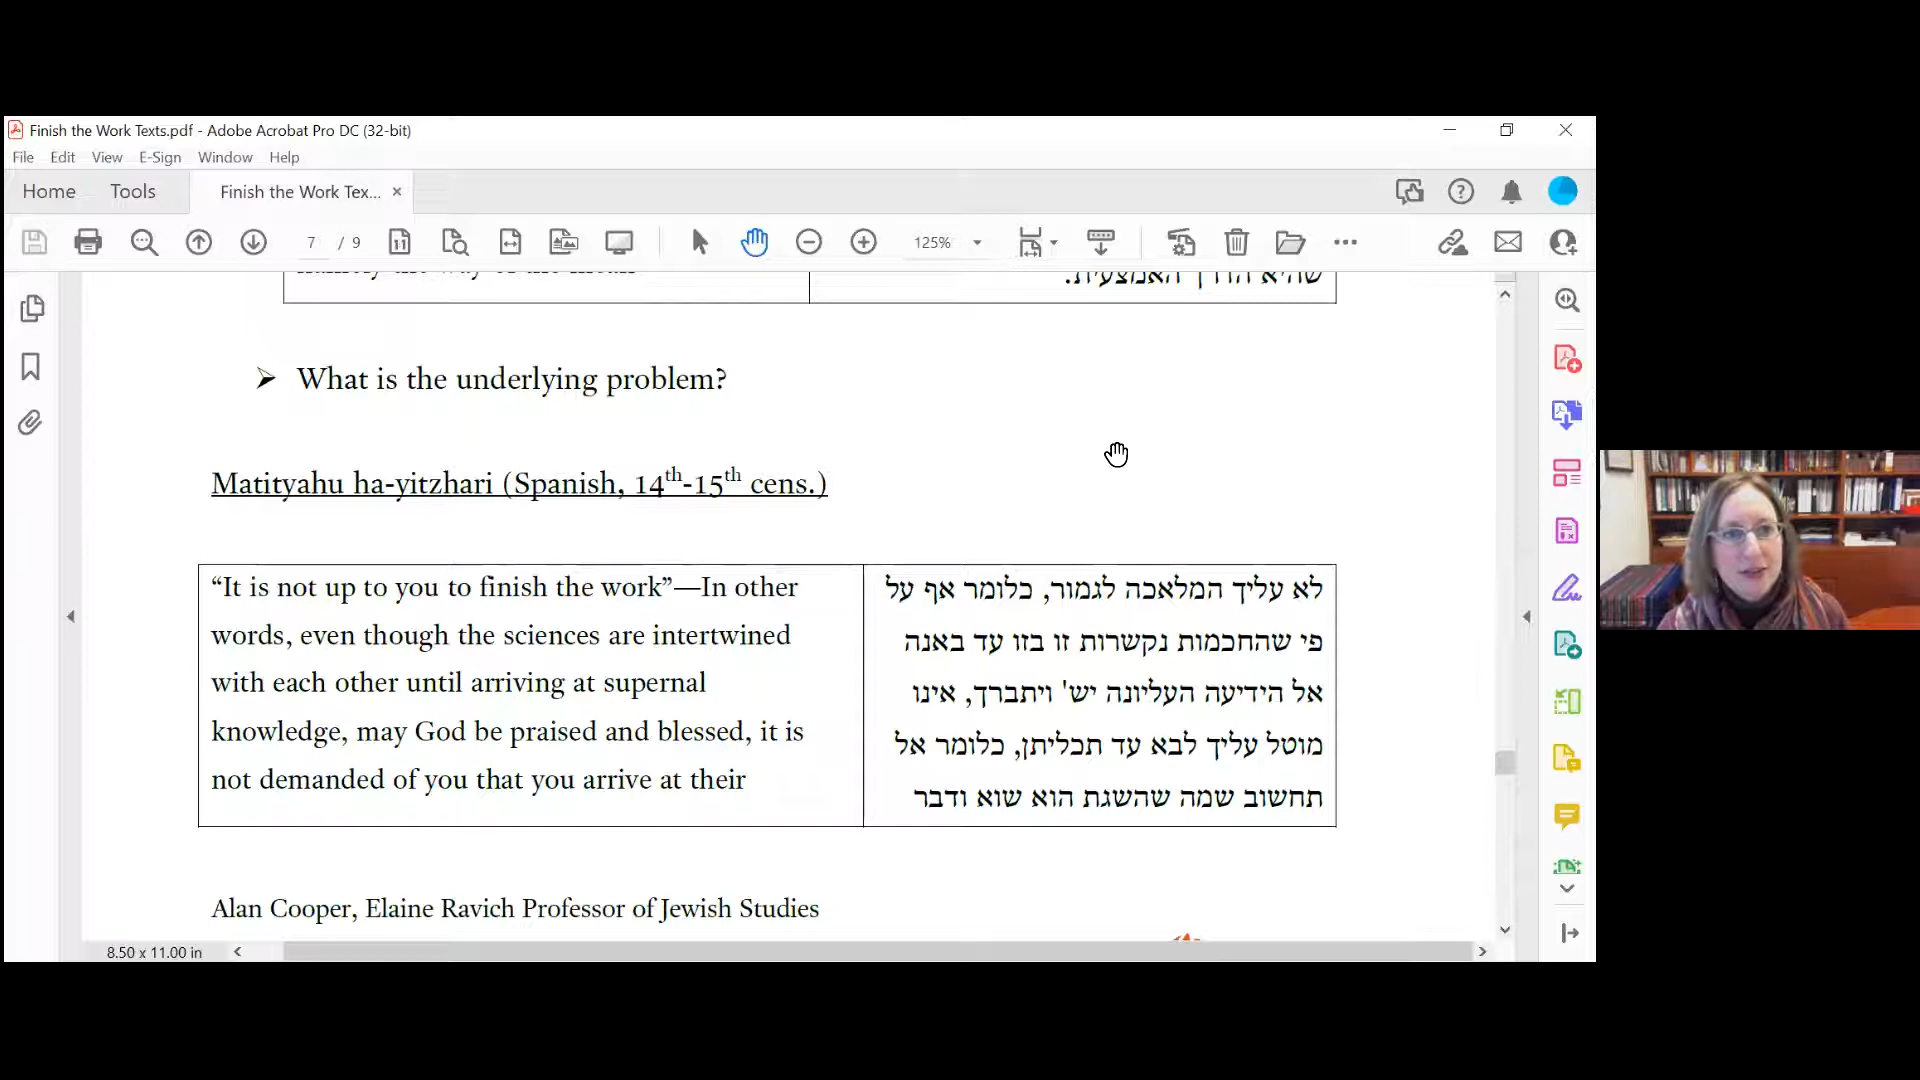 Finish the Work Texts.pdf - Adobe Acrobat Pro DC (32-bit)
File Edit View E-Sign Window Help
Home Tools Finish the Work Tex... ×
7 / 9 125%
שהיא הדרך האמצעית.
➢ What is the underlying problem?
Matityahu ha-yitzhari (Spanish, 14th-15th cens.)
“It is not up to you to finish the work”—In other
words, even though the sciences are intertwined
with each other until arriving at supernal
knowledge, may God be praised and blessed, it is
not demanded of you that you arrive at their
לא עליך המלאכה לגמור, כלומר אף על
פי שהחכמות נקשרות זו בזו עד באנה
אל הידיעה העליונה יש' ויתברך, אינו
מוטל עליך לבא עד תכליתן, כלומר אל
תחשוב שמה שהשגת הוא שוא ודבר
Alan Cooper, Elaine Ravich Professor of Jewish Studies
8.50 x 11.00 in